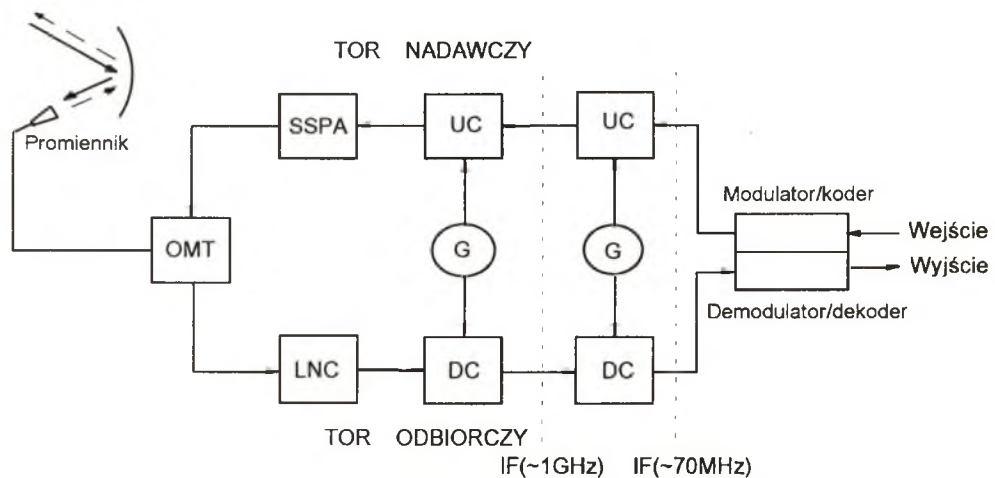 TOR NADAWCZY
SSPA
UC
UC
Promiennik
Modulator/koder
OMT
G
G
Wejście
Wyjście
Demodulator/dekoder
LNC
DC
DC
TOR ODBIORCZY
IF(~1GHz)
IF(~70MHz)